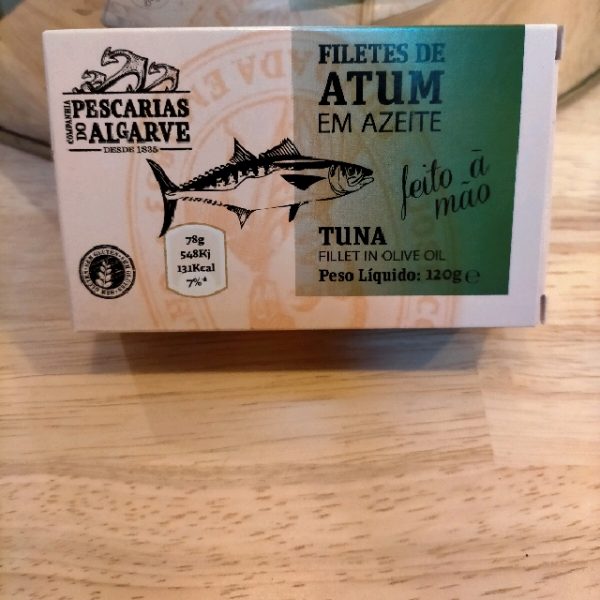 COMPANHIA
PESCARIAS
DO ALGARVE
DESDE 1835
FILETES DE
ATUM
EM AZEITE
feito à
mão
TUNA
FILLET IN OLIVE OIL
Peso Líquido: 120g ℮
78g
548Kj
131Kcal
7%*